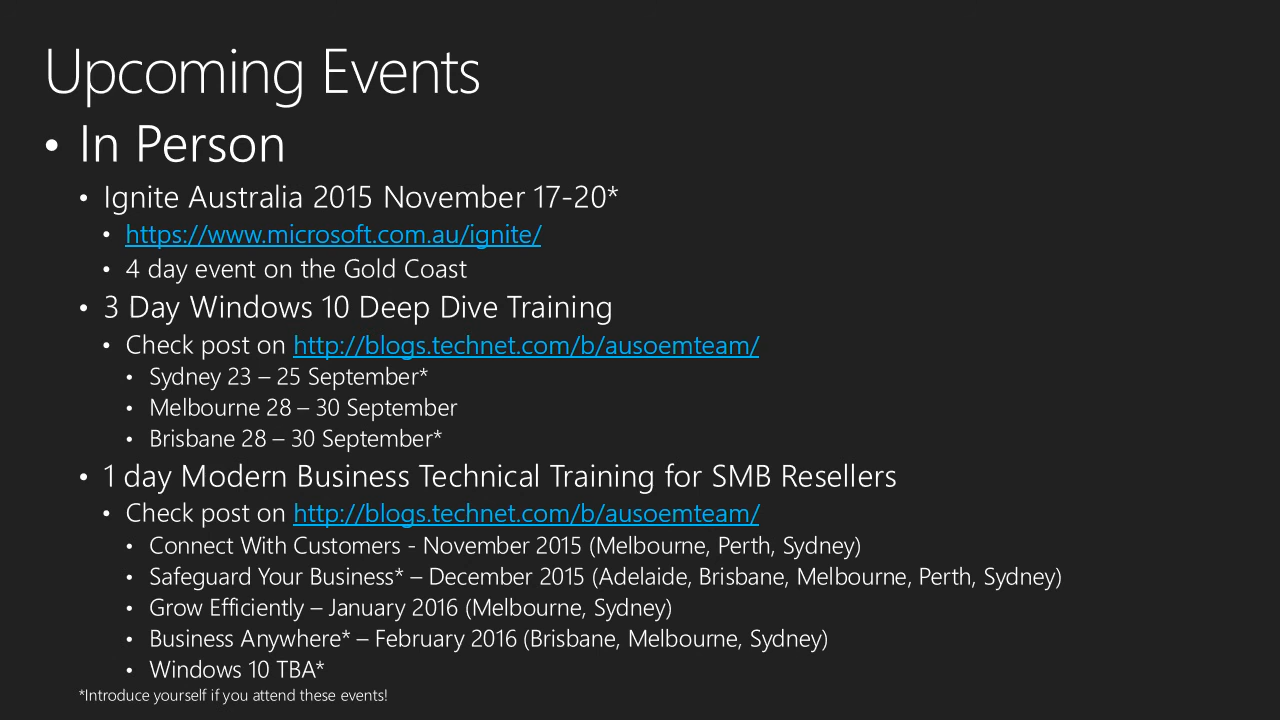 Upcoming Events
• In Person
• Ignite Australia 2015 November 17-20*
• https://www.microsoft.com.au/ignite/
• 4 day event on the Gold Coast
• 3 Day Windows 10 Deep Dive Training
• Check post on http://blogs.technet.com/b/ausoemteam/
• Sydney 23 – 25 September*
• Melbourne 28 – 30 September
• Brisbane 28 – 30 September*
• 1 day Modern Business Technical Training for SMB Resellers
• Check post on http://blogs.technet.com/b/ausoemteam/
• Connect With Customers - November 2015 (Melbourne, Perth, Sydney)
• Safeguard Your Business* – December 2015 (Adelaide, Brisbane, Melbourne, Perth, Sydney)
• Grow Efficiently – January 2016 (Melbourne, Sydney)
• Business Anywhere* – February 2016 (Brisbane, Melbourne, Sydney)
• Windows 10 TBA*
*Introduce yourself if you attend these events!